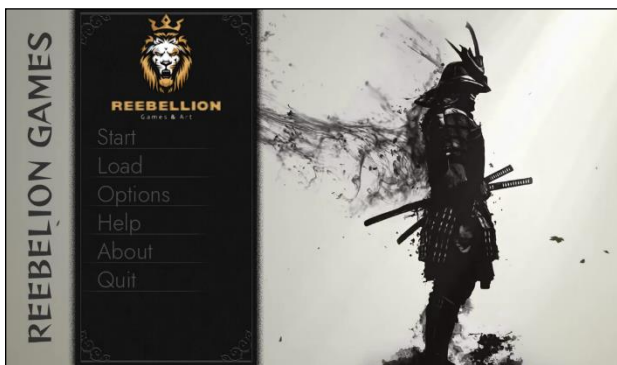 REEBELION GAMES
REEBELLION
Games & Art
Start
Load
Options
Help
About
Quit